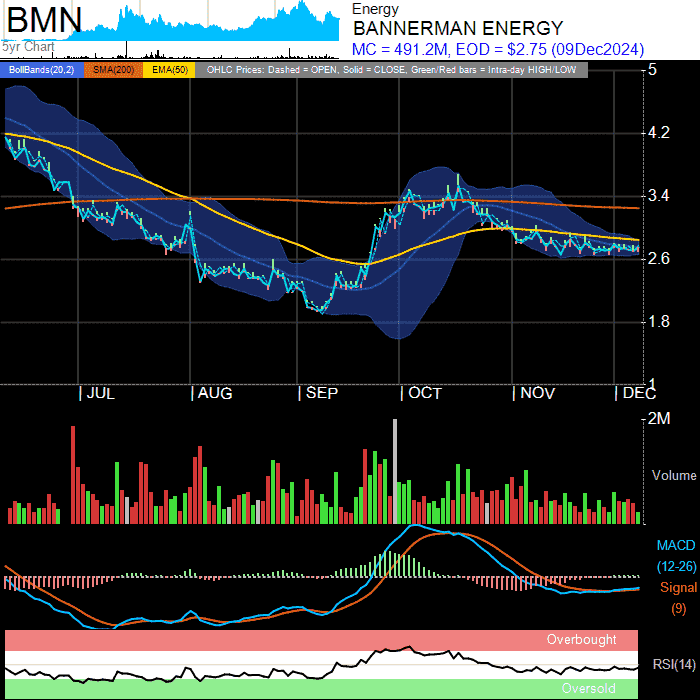 BMN
5yr Chart
Energy
BANNERMAN ENERGY
MC = 491.2M, EOD = $2.75 (09Dec2024)
BollBands(20,2) SMA(200) EMA(50) OHLC Prices: Dashed = OPEN, Solid = CLOSE, Green/Red bars = Intra-day HIGH/LOW
5
4.2
3.4
2.6
1.8
1
| JUL | AUG | SEP | OCT | NOV | DEC
2M
Volume
MACD
(12-26)
Signal
(9)
Overbought
RSI(14)
Oversold